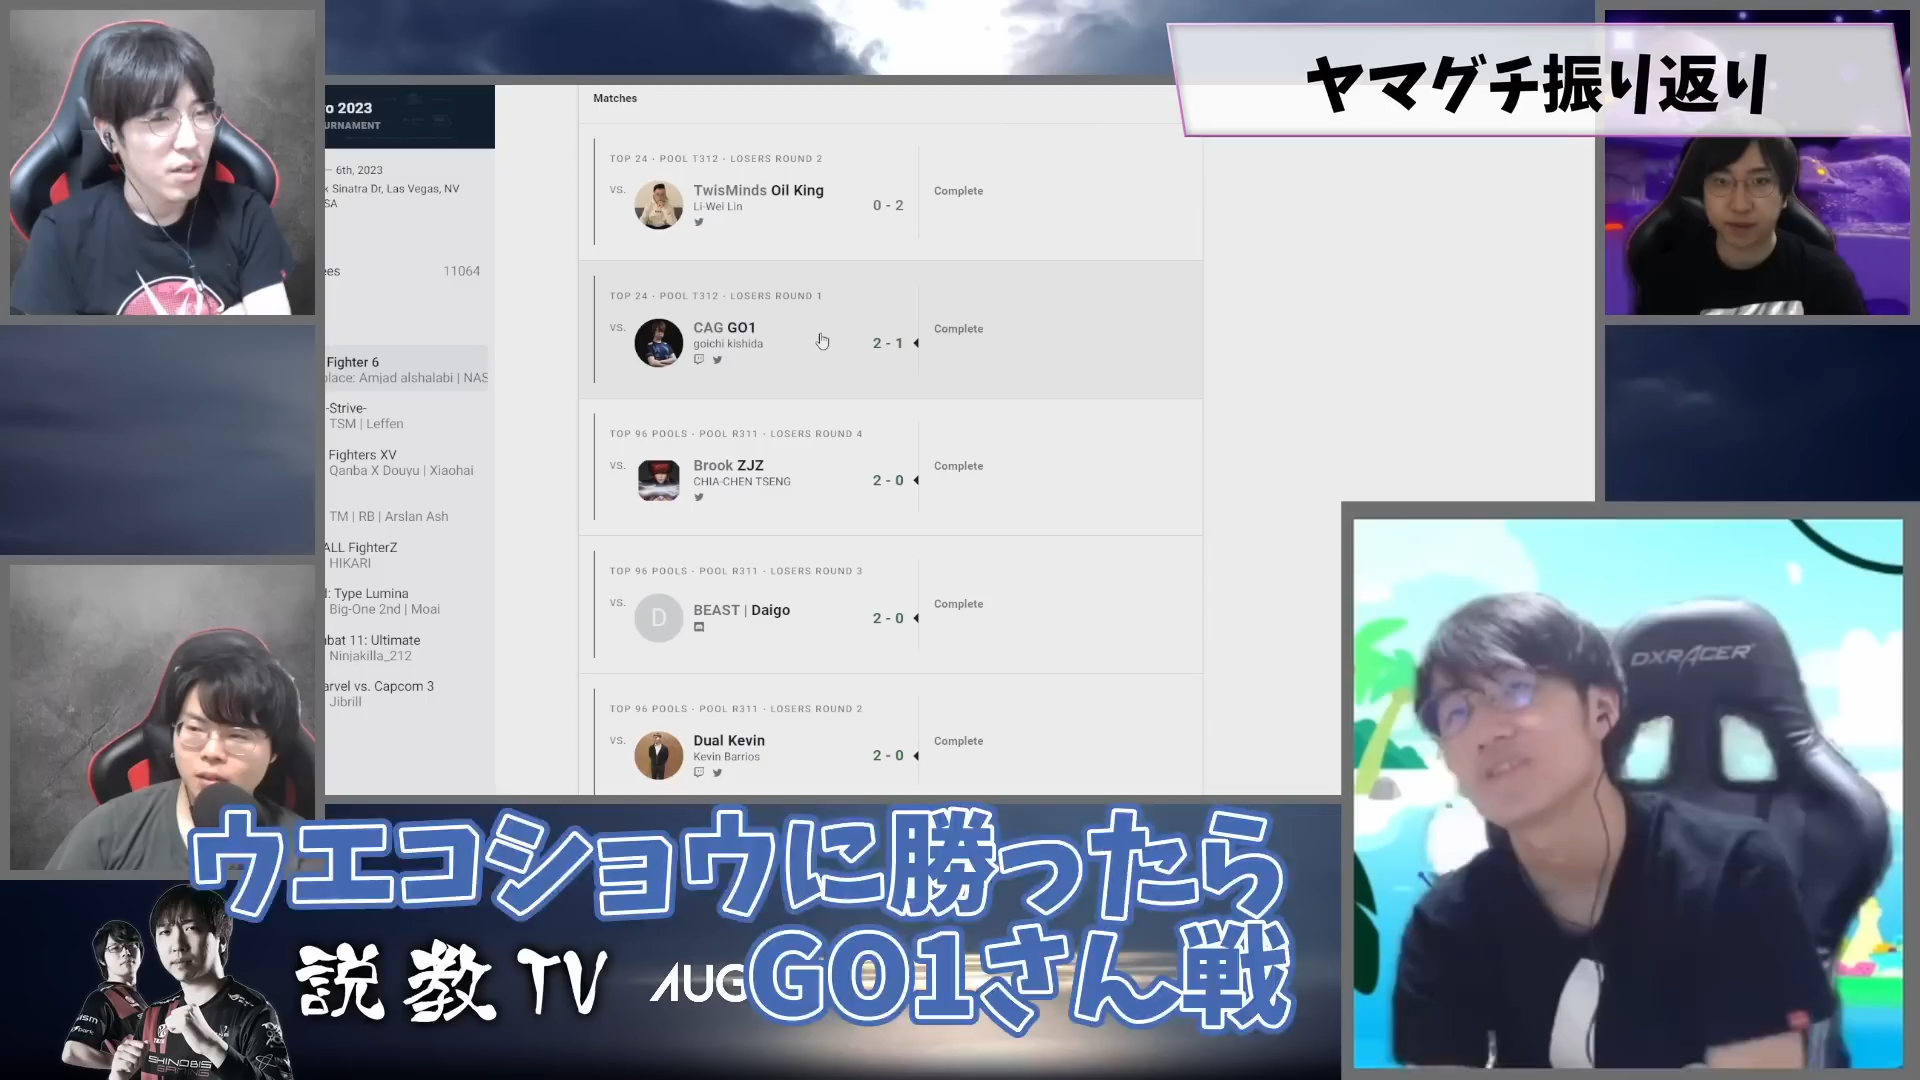 ヤマグチ振り返り
o 2023
URNAMENT
— 6th, 2023
k Sinatra Dr, Las Vegas, NV
SA
ees 11064
Fighter 6
place: Amjad alshalabi | NAS
-Strive-
TSM | Leffen
Fighters XV
Qanba X Douyu | Xiaohai
TM | RB | Arslan Ash
ALL FighterZ
HIKARI
: Type Lumina
Big-One 2nd | Moai
bat 11: Ultimate
Ninjakilla_212
arvel vs. Capcom 3
Jibrill
Matches
TOP 24 · POOL T312 · LOSERS ROUND 2
VS. TwisMinds Oil King
Li-Wei Lin
0 - 2
Complete
TOP 24 · POOL T312 · LOSERS ROUND 1
VS. CAG GO1
goichi kishida
2 - 1
Complete
TOP 96 POOLS · POOL R311 · LOSERS ROUND 4
VS. Brook ZJZ
CHIA-CHEN TSENG
2 - 0
Complete
TOP 96 POOLS · POOL R311 · LOSERS ROUND 3
VS. D BEAST | Daigo
2 - 0
Complete
TOP 96 POOLS · POOL R311 · LOSERS ROUND 2
VS. Dual Kevin
Kevin Barrios
2 - 0
Complete
DXRACER
ウエコショウに勝ったら
GO1さん戦
説教TV
AUG
SHINOBISM
GAMING